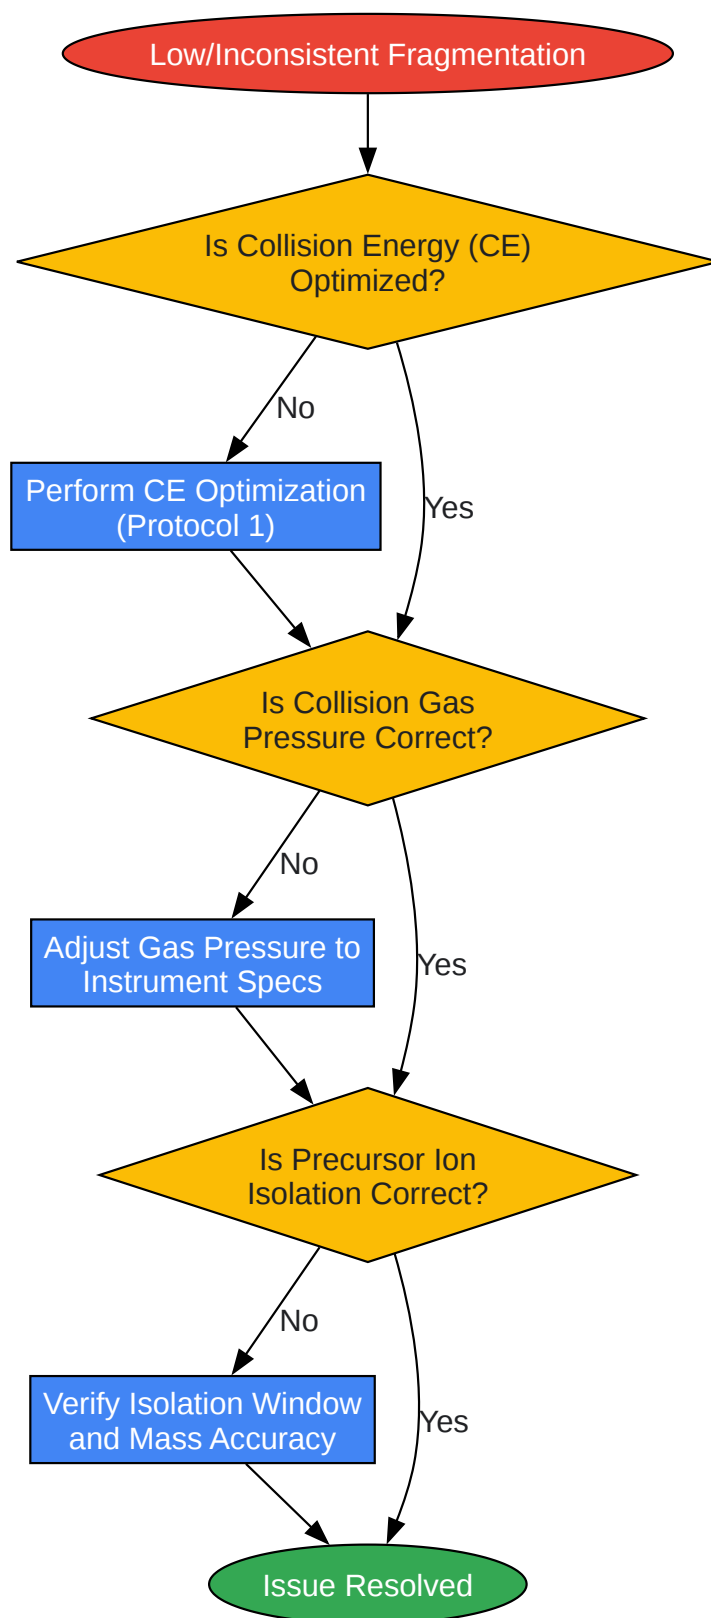 Low/Inconsistent Fragmentation
Is Collision Energy (CE)
Optimized?
No
Perform CE Optimization
(Protocol 1)
Yes
Is Collision Gas
Pressure Correct?
No
Adjust Gas Pressure to
Instrument Specs
Yes
Is Precursor Ion
Isolation Correct?
No
Verify Isolation Window
and Mass Accuracy
Yes
Issue Resolved